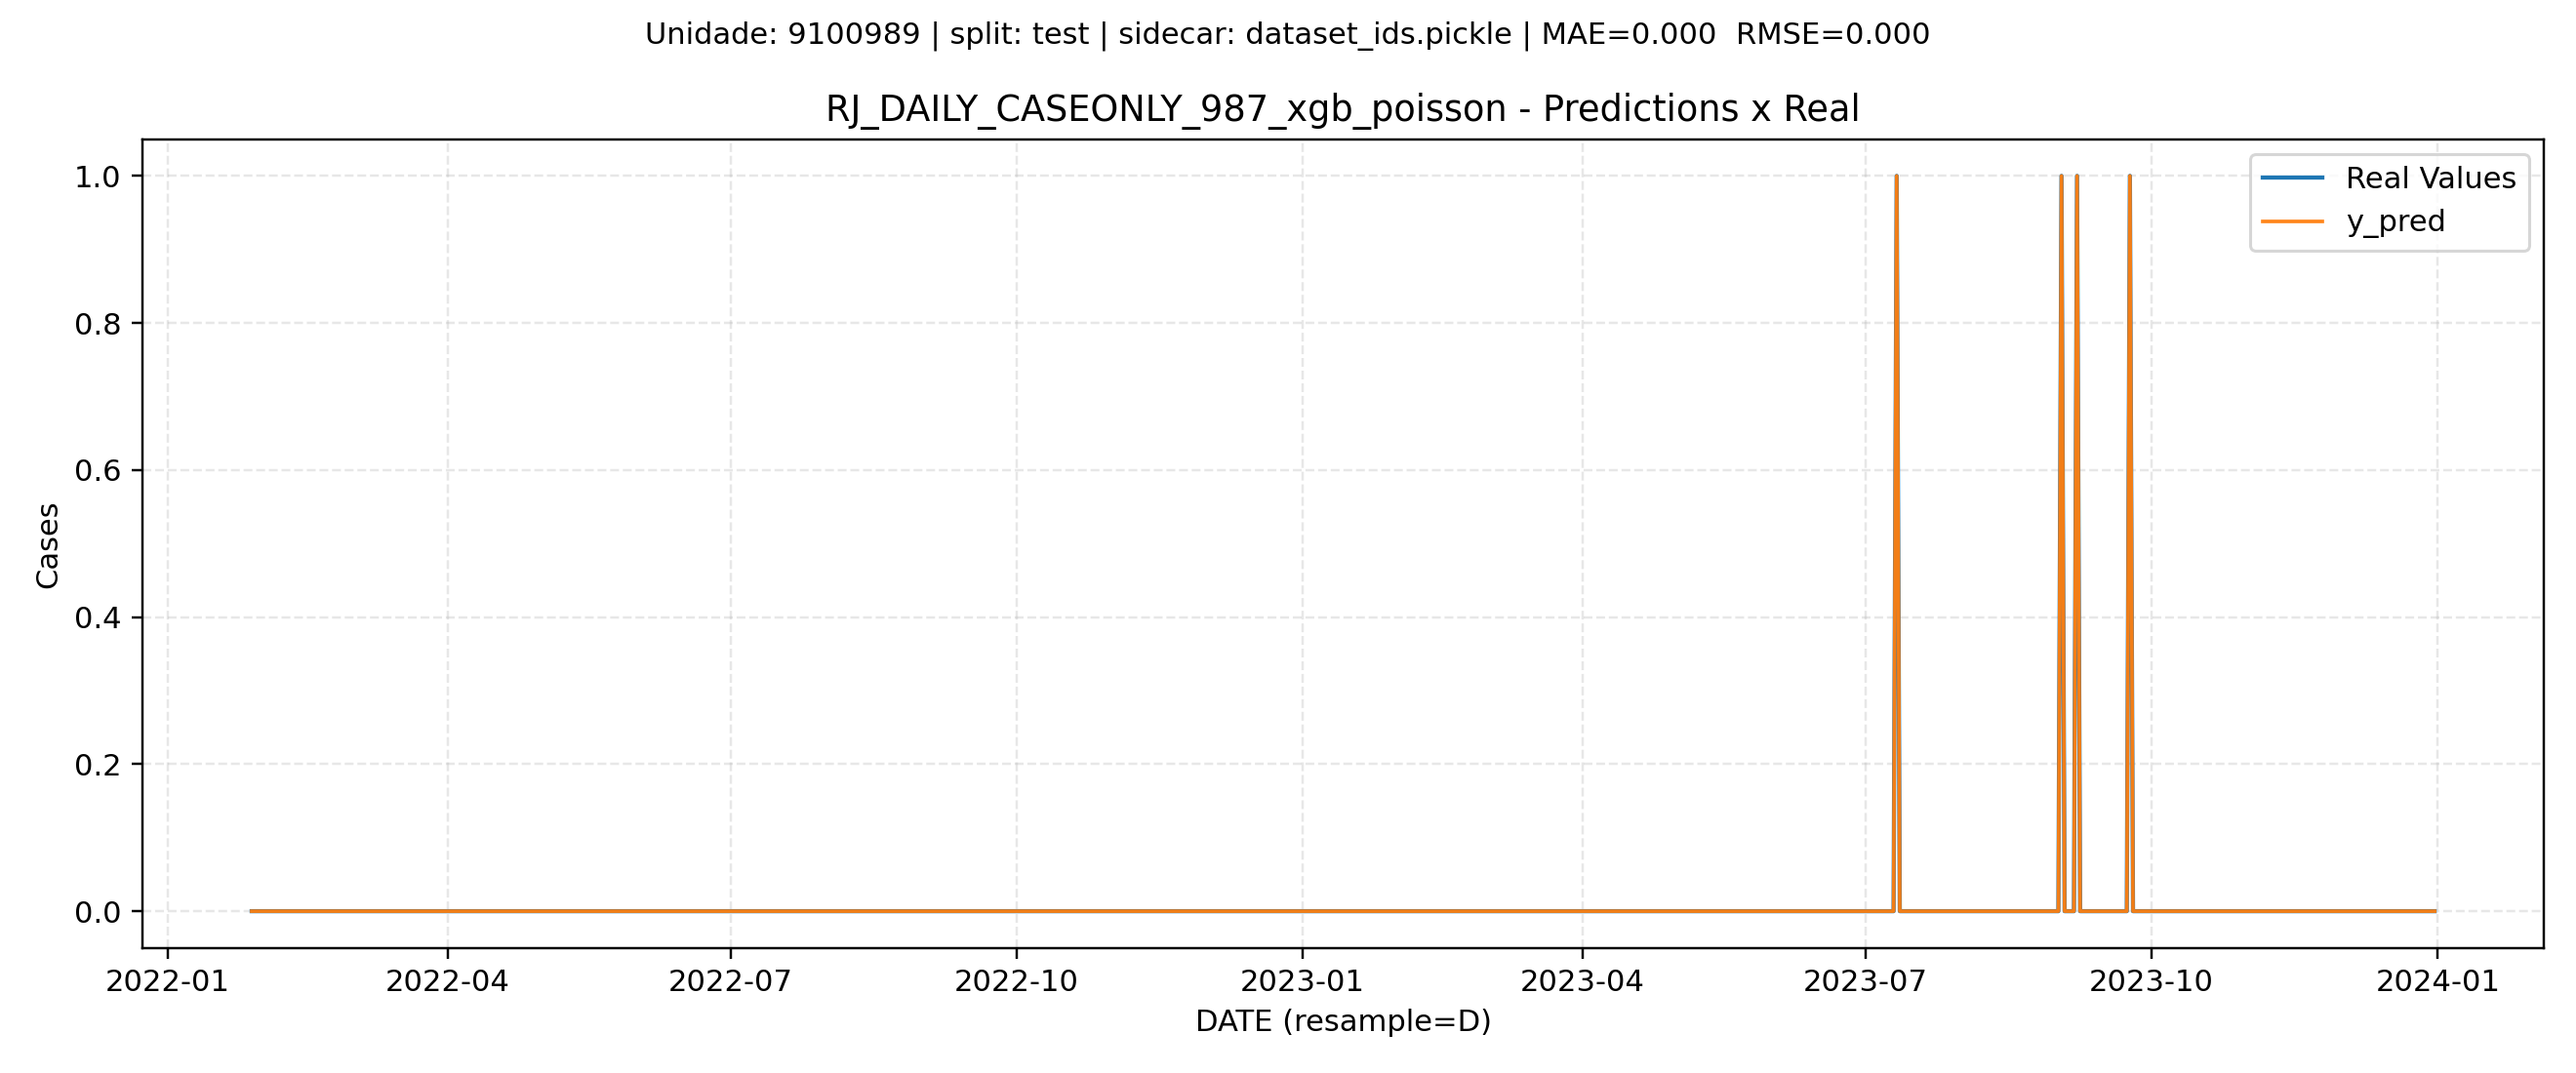 Unidade: 9100989 | split: test | sidecar: dataset_ids.pickle | MAE=0.000  RMSE=0.000
RJ_DAILY_CASEONLY_987_xgb_poisson - Predictions x Real
Real Values
y_pred
1.0
0.8
0.6
0.4
0.2
0.0
Cases
2022-01 2022-04 2022-07 2022-10 2023-01 2023-04 2023-07 2023-10 2024-01
DATE (resample=D)